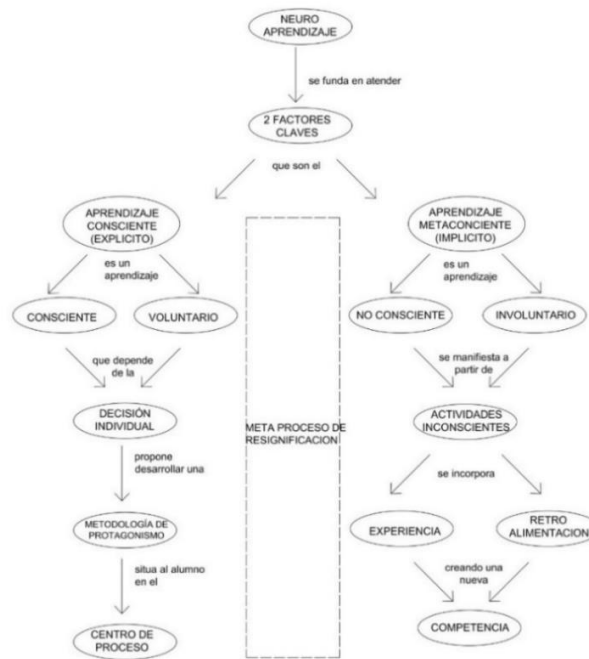 NEURO
APRENDIZAJE
se funda en atender
2 FACTORES
CLAVES
que son el
APRENDIZAJE
CONSCIENTE
(EXPLICITO)
es un
aprendizaje
CONSCIENTE
VOLUNTARIO
que depende
de la
DECISIÓN
INDIVIDUAL
propone
desarrollar una
METODOLOGÍA DE
PROTAGONISMO
situa al alumno
en el
CENTRO DE
PROCESO
META PROCESO DE
RESIGNIFICACION
APRENDIZAJE
METACONCIENTE
(IMPLICITO)
es un
aprendizaje
NO CONSCIENTE
INVOLUNTARIO
se manifiesta a
partir de
ACTIVIDADES
INCONSCIENTES
se incorpora
EXPERIENCIA
RETRO
ALIMENTACION
creando una
nueva
COMPETENCIA